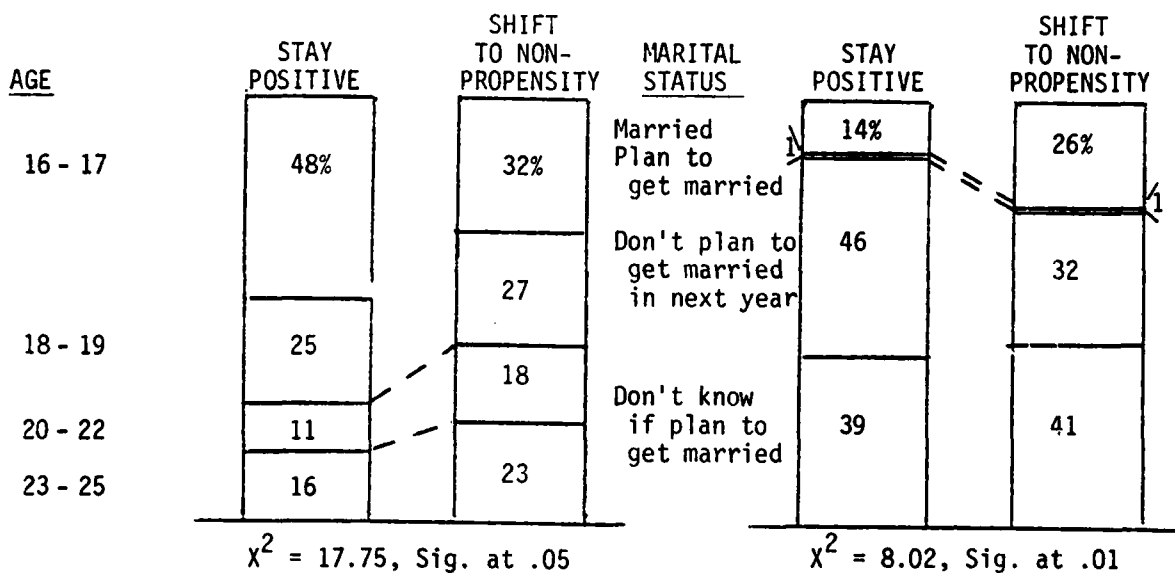 AGE
STAY
POSITIVE
SHIFT
TO NON-
PROPENSITY
16 - 17
48%
32%
27
18 - 19
25
18
20 - 22
11
23 - 25
16
23
X² = 17.75, Sig. at .05
MARITAL
STATUS
STAY
POSITIVE
SHIFT
TO NON-
PROPENSITY
Married
14%
26%
Plan to
get married
1
1
Don't plan to
get married
in next year
46
32
Don't know
if plan to
get married
39
41
X² = 8.02, Sig. at .01